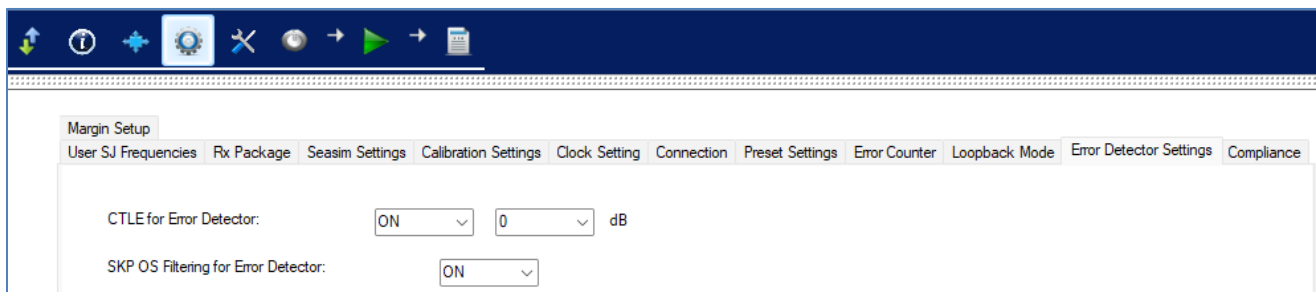 Margin Setup
User SJ Frequencies Rx Package Seasim Settings Calibration Settings Clock Setting Connection Preset Settings Error Counter Loopback Mode Error Detector Settings Compliance
CTLE for Error Detector: ON 0 dB
SKP OS Filtering for Error Detector: ON